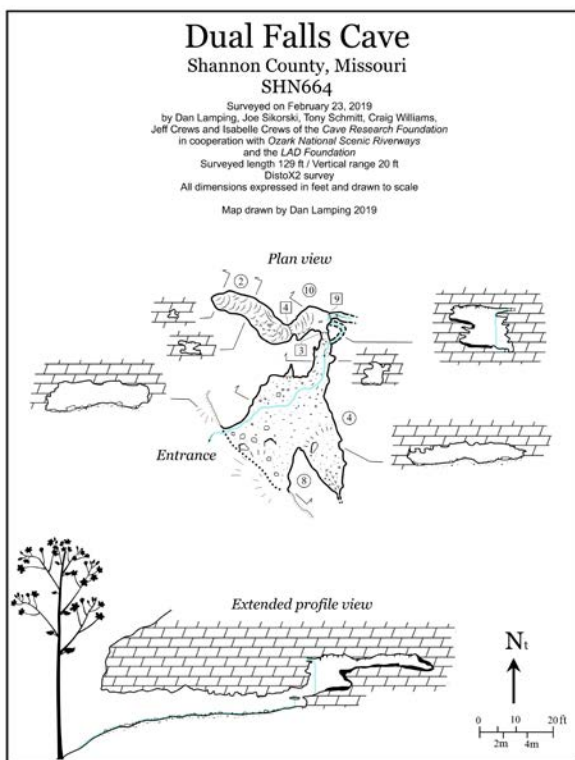 Dual Falls Cave
Shannon County, Missouri
SHN664
Surveyed on February 23, 2019
by Dan Lamping, Joe Sikorski, Tony Schmitt, Craig Williams,
Jeff Crews and Isabelle Crews of the Cave Research Foundation
in cooperation with Ozark National Scenic Riverways
and the LAD Foundation
Surveyed length 129 ft / Vertical range 20 ft
DistoX2 survey
All dimensions expressed in feet and drawn to scale
Map drawn by Dan Lamping 2019
Plan view
2
10
4
9
3
4
Entrance
8
Extended profile view
Nt
0 10 20 ft
2m 4m